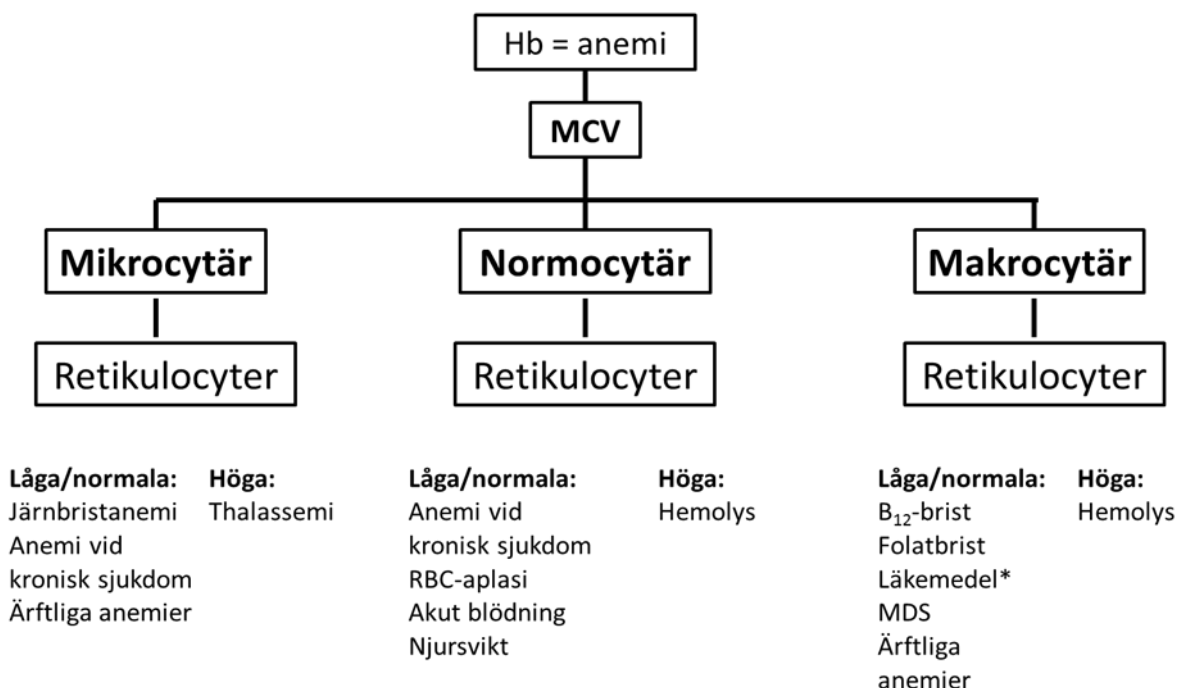 Hb = anemi
MCV
Mikrocytär
Normocytär
Makrocytär
Retikulocyter
Retikulocyter
Retikulocyter
Låga/normala:
Järnbristanemi
Anemi vid
kronisk sjukdom
Ärftliga anemier
Höga:
Thalassemi
Låga/normala:
Anemi vid
kronisk sjukdom
RBC-aplasi
Akut blödning
Njursvikt
Höga:
Hemolys
Låga/normala:
B₁₂-brist
Folatbrist
Läkemedel*
MDS
Ärftliga
anemier
Höga:
Hemolys